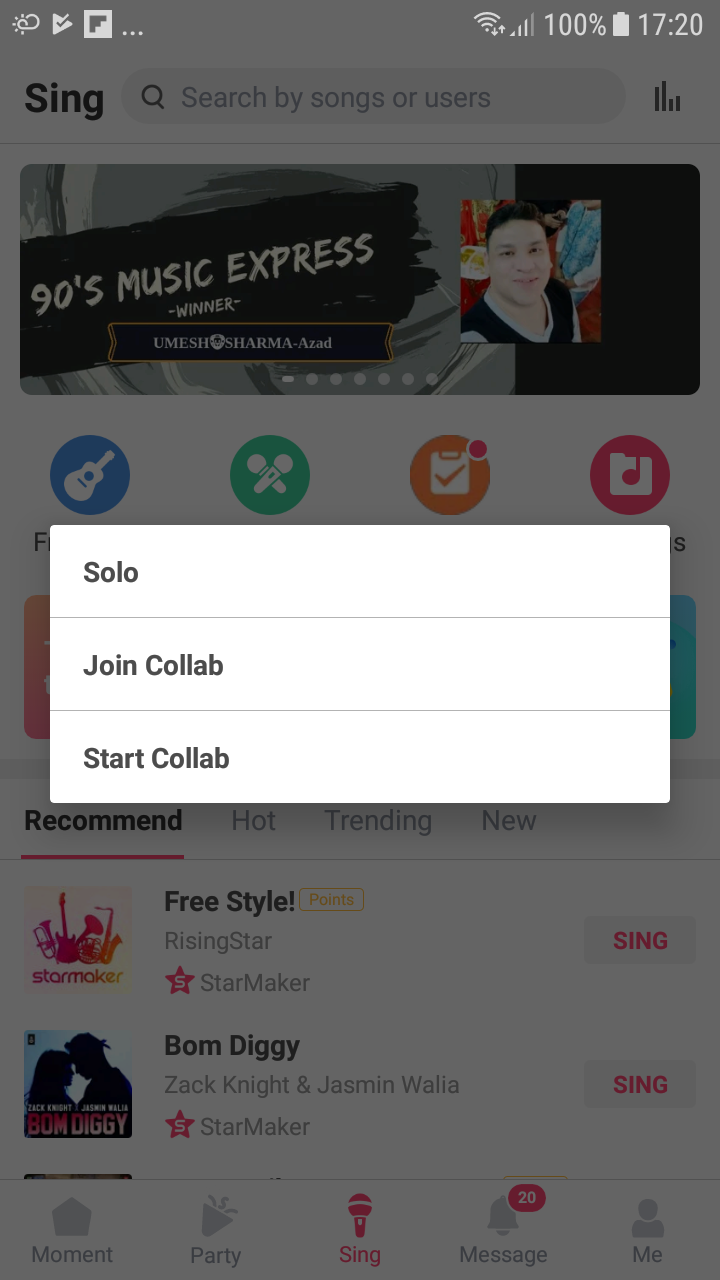 ... 100% 17:20
Sing Search by songs or users
90'S MUSIC EXPRESS
-WINNER-
UMESH SHARMA-Azad
Solo
Join Collab
Start Collab
Recommend Hot Trending New
Free Style! Points
RisingStar
SING
StarMaker
starmaker
Bom Diggy
Zack Knight & Jasmin Walia
SING
StarMaker
ZACK KNIGHT JASMIN WALIA
BOM DIGGY
20
Moment Party Sing Message Me